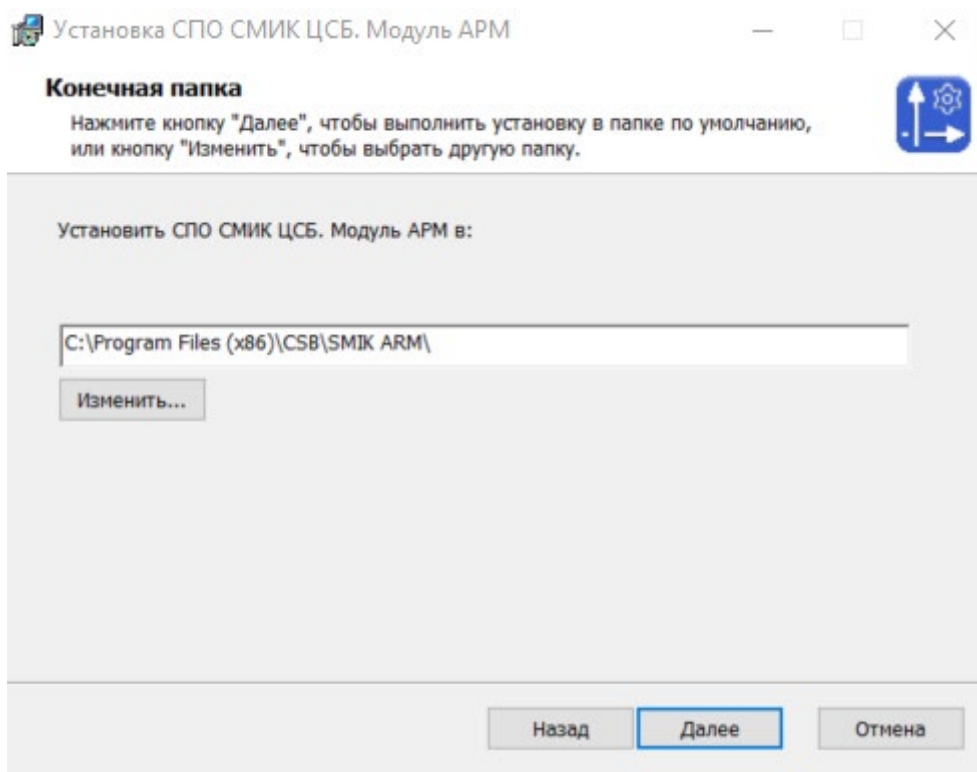 Установка СПО СМИК ЦСБ. Модуль АРМ
Конечная папка
Нажмите кнопку "Далее", чтобы выполнить установку в папке по умолчанию,
или кнопку "Изменить", чтобы выбрать другую папку.
Установить СПО СМИК ЦСБ. Модуль АРМ в:
C:\Program Files (x86)\CSB\SMIK ARM\
Изменить...
Назад Далее Отмена